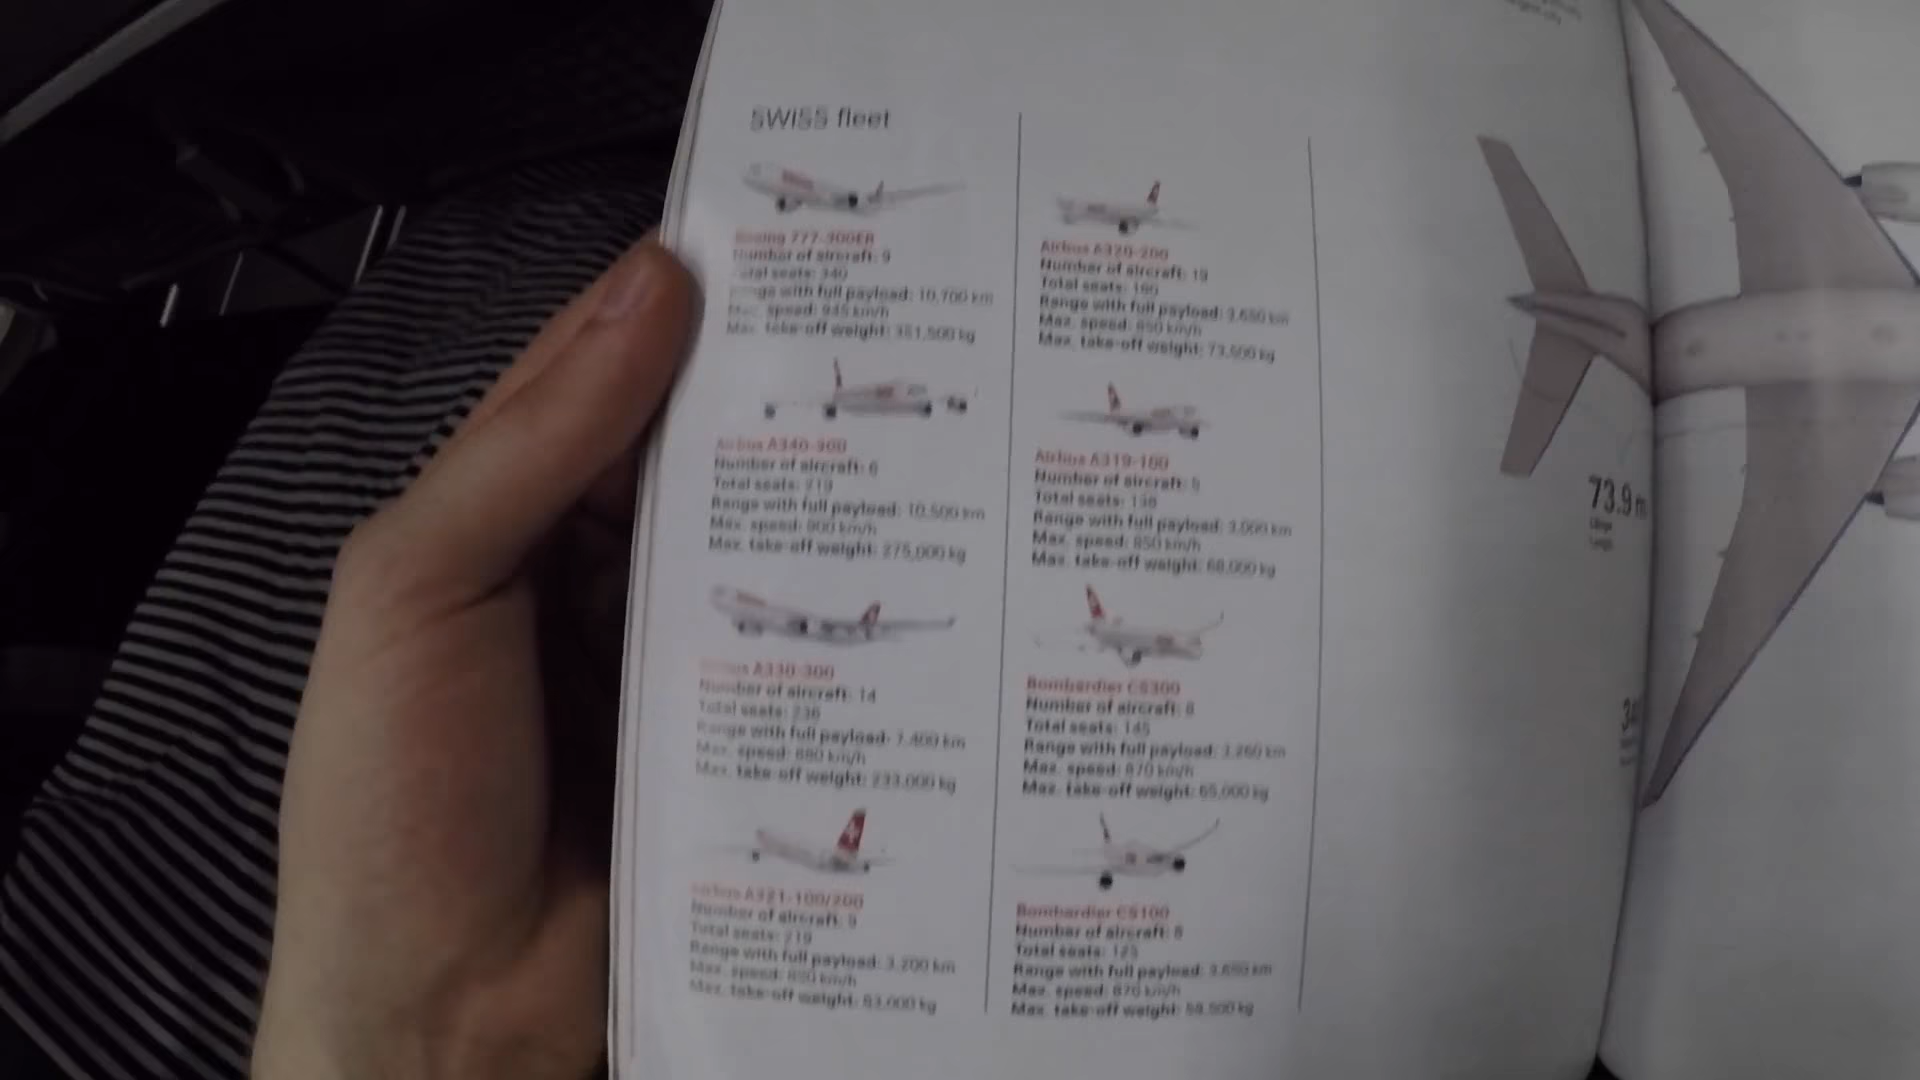 SWISS fleet
Boeing 777-300ER
Number of aircraft: 9
Total seats: 340
Range with full payload: 10,700 km
Max. speed: 945 km/h
Max. take-off weight: 351,500 kg
Airbus A340-300
Number of aircraft: 6
Total seats: 219
Range with full payload: 10,500 km
Max. speed: 900 km/h
Max. take-off weight: 275,000 kg
Airbus A330-300
Number of aircraft: 14
Total seats: 236
Range with full payload: 7,400 km
Max. speed: 880 km/h
Max. take-off weight: 233,000 kg
Airbus A321-100/200
Number of aircraft: 9
Total seats: 219
Range with full payload: 3,200 km
Max. speed: 850 km/h
Max. take-off weight: 83,000 kg
Airbus A320-200
Number of aircraft: 19
Total seats: 180
Range with full payload: 3,650 km
Max. speed: 850 km/h
Max. take-off weight: 73,500 kg
Airbus A319-100
Number of aircraft: 5
Total seats: 138
Range with full payload: 3,000 km
Max. speed: 850 km/h
Max. take-off weight: 68,000 kg
Bombardier CS300
Number of aircraft: 8
Total seats: 145
Range with full payload: 3,260 km
Max. speed: 870 km/h
Max. take-off weight: 65,000 kg
Bombardier CS100
Number of aircraft: 8
Total seats: 125
Range with full payload: 3,650 km
Max. speed: 870 km/h
Max. take-off weight: 59,500 kg
73.9 m